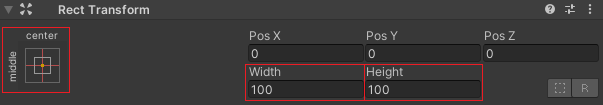 Rect Transform
center
middle
Pos X Pos Y Pos Z
0 0 0
Width Height
100 100
R